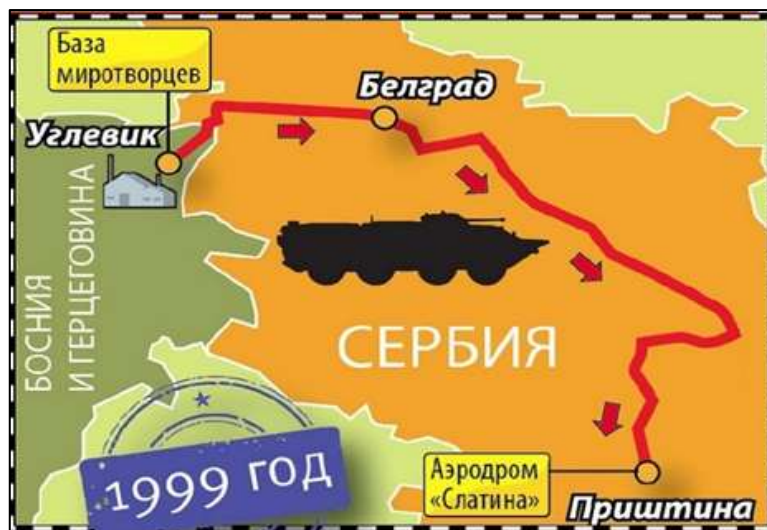 База
миротворцев
Белград
Углевик
БОСНИЯ
И ГЕРЦЕГОВИНА
СЕРБИЯ
1999 ГОД
Аэродром
«Слатина»
Приштина